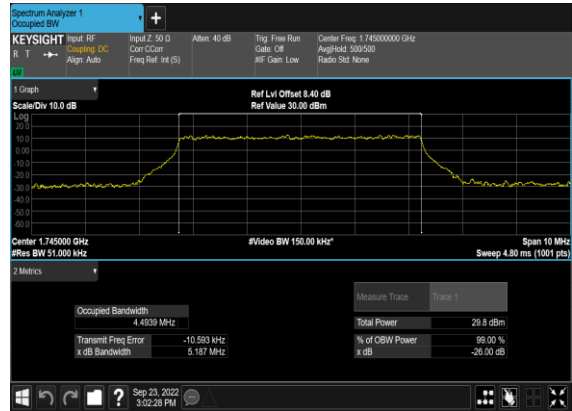 Spectrum Analyzer 1
Occupied BW
+
KEYSIGHT Input: RF Input Z: 50 Ω Atten: 40 dB Trig: Free Run Center Freq: 1.745000000 GHz
R T Coupling: DC Corr CCorr Gate: Off Avg|Hold: 500/500
Align: Auto Freq Ref: Int (S) #IF Gain: Low Radio Std: None
1 Graph
Ref Lvl Offset 8.40 dB
Scale/Div 10.0 dB Ref Value 30.00 dBm
Log
20.0
10.0
0.00
-10.0
-20.0
-30.0
-40.0
-50.0
-60.0
Center 1.745000 GHz #Video BW 150.00 kHz* Span 10 MHz
#Res BW 51.000 kHz Sweep 4.80 ms (1001 pts)
2 Metrics
Measure Trace Trace 1
Occupied Bandwidth
4.4939 MHz Total Power 29.8 dBm
Transmit Freq Error -10.593 kHz % of OBW Power 99.00 %
x dB Bandwidth 5.187 MHz x dB -26.00 dB
? Sep 23, 2022
3:02:28 PM